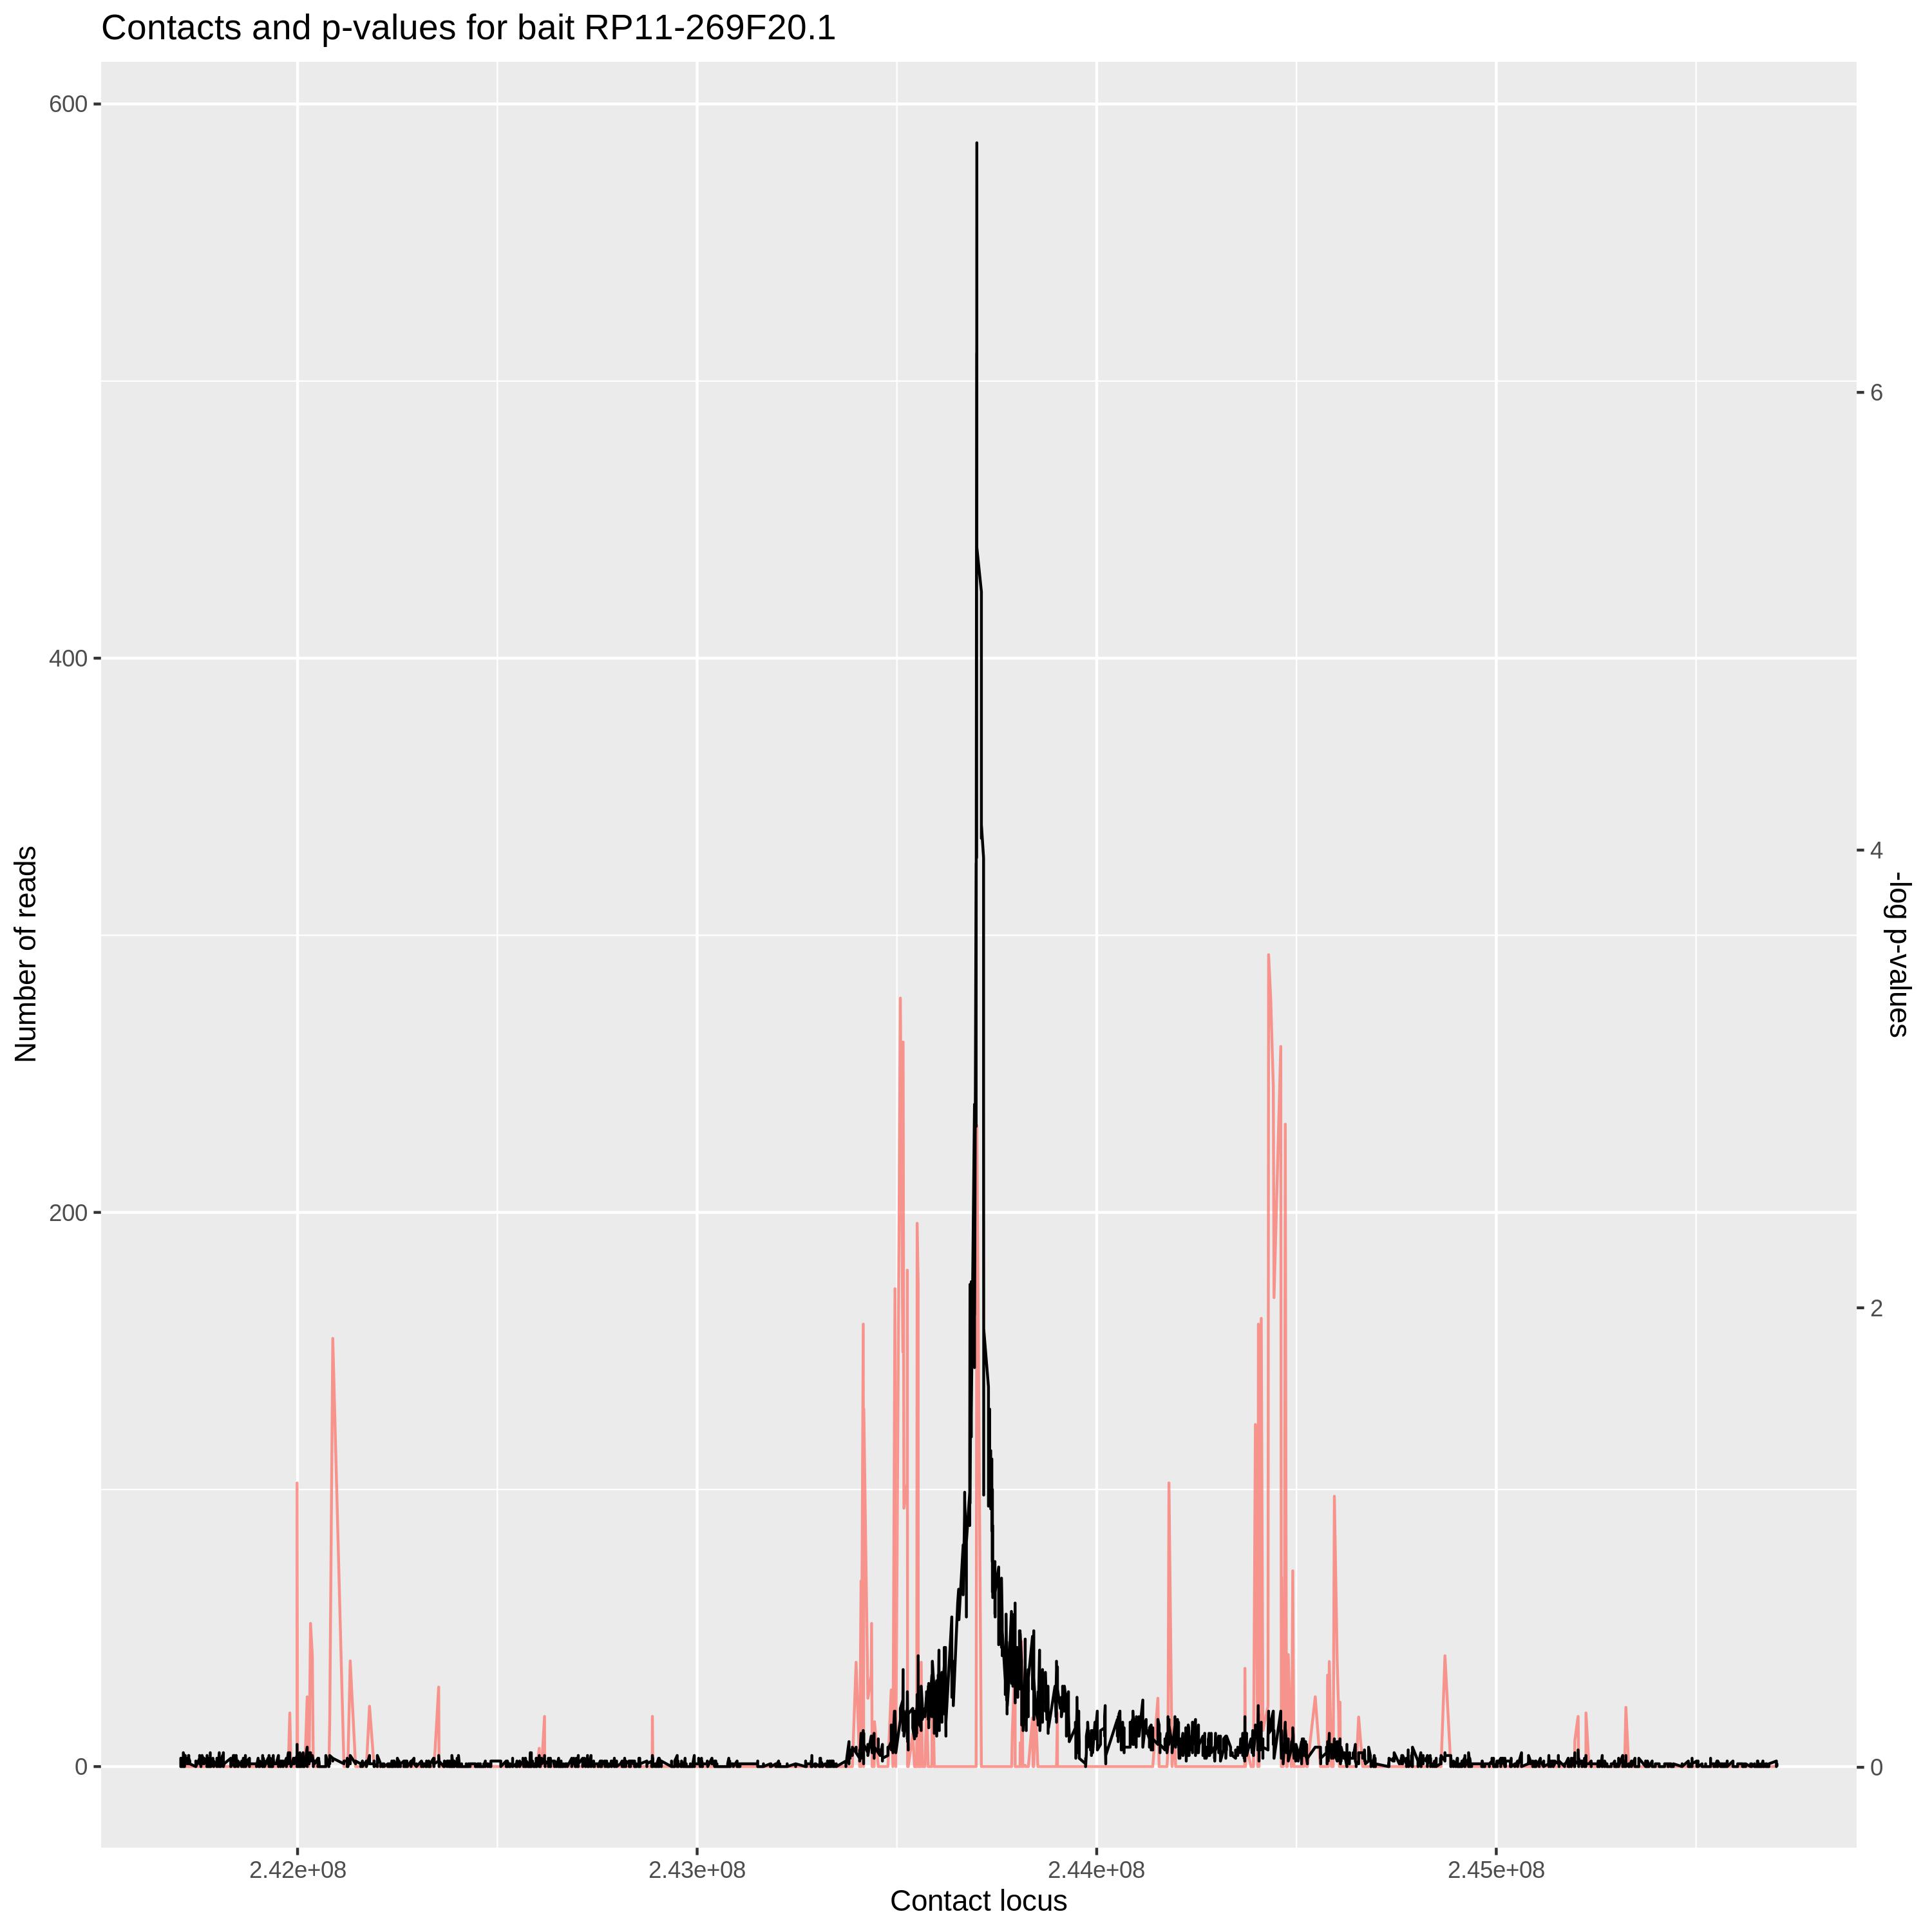 Contacts and p-values for bait RP11-269F20.1
600
400
200
0
Number of reads
6
4
2
0
-log p-values
2.42e+08
2.43e+08
2.44e+08
2.45e+08
Contact locus